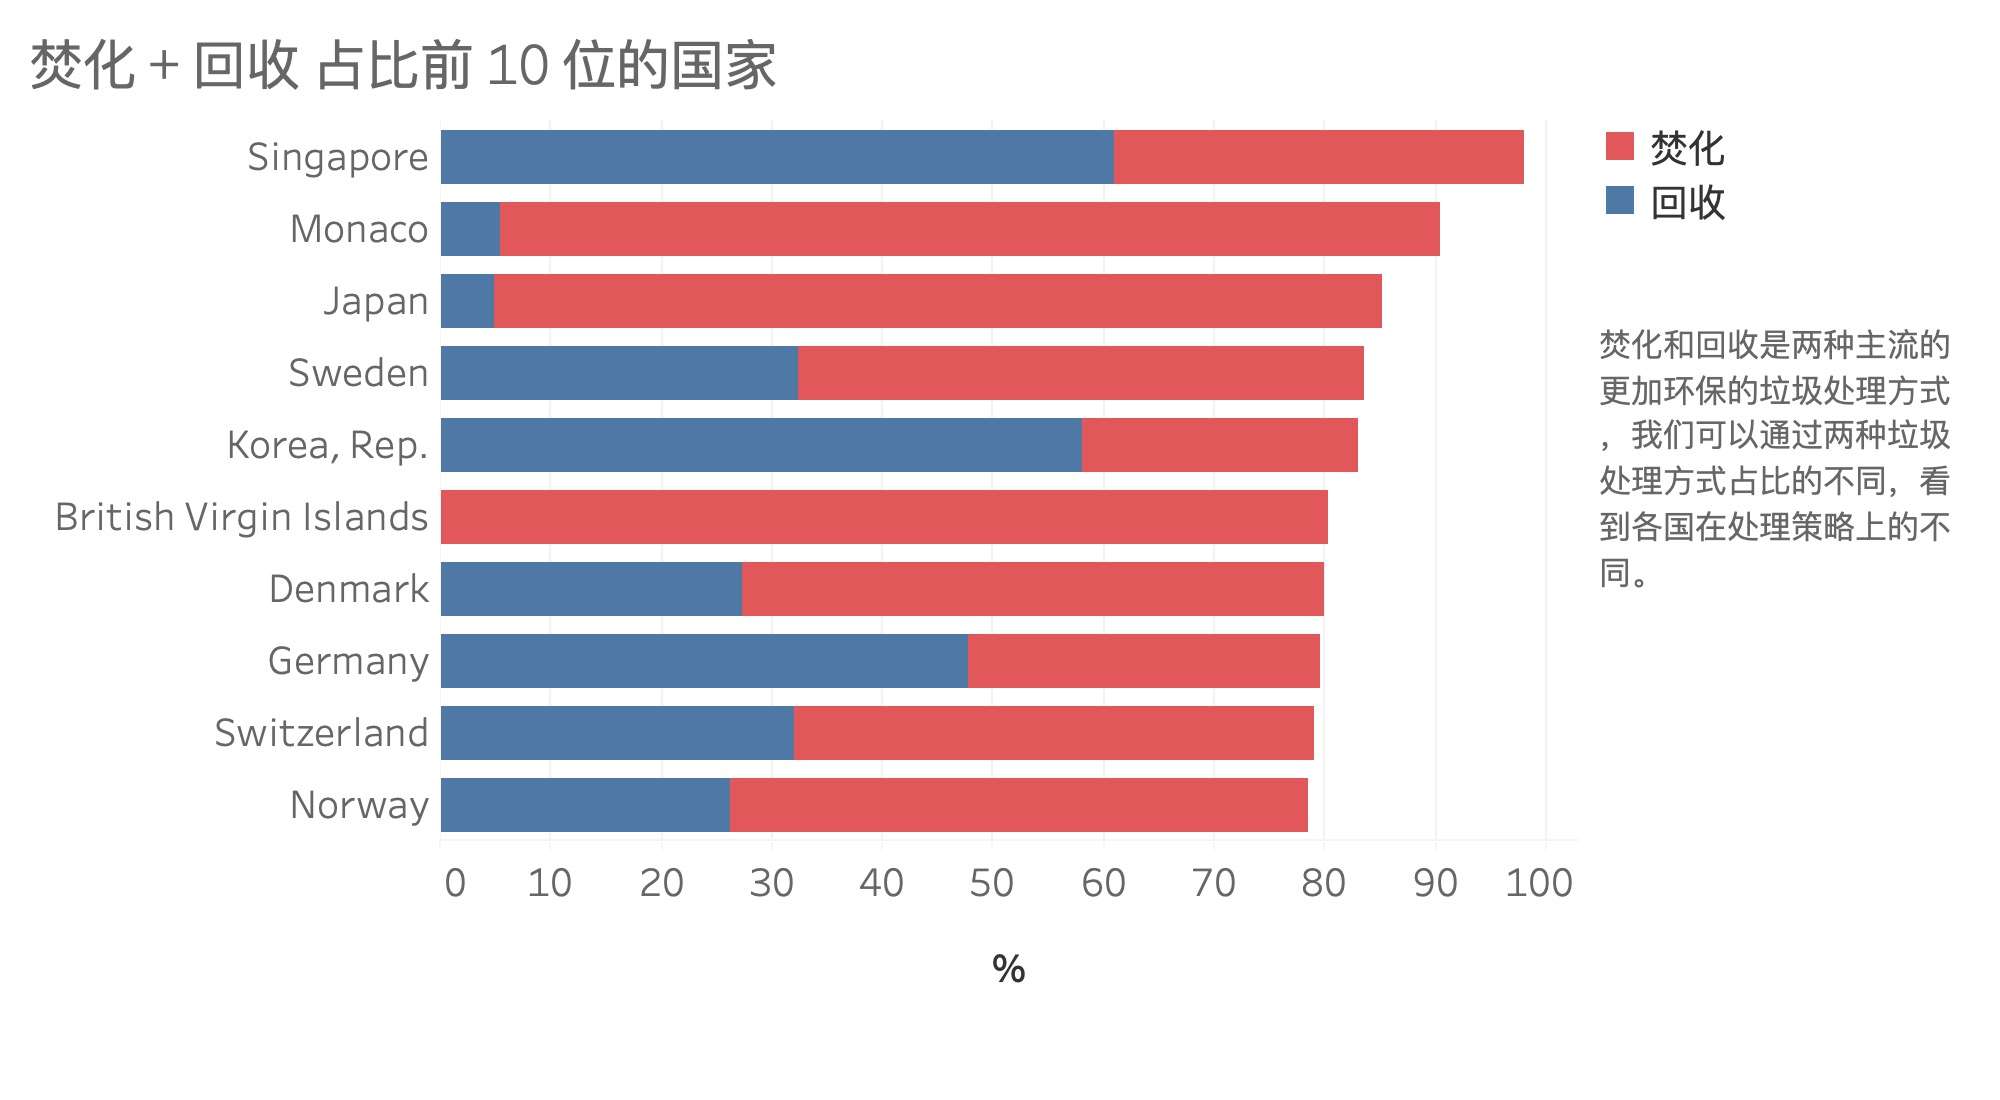 焚化 + 回收 占比前 10 位的国家
Singapore
Monaco
Japan
Sweden
Korea, Rep.
British Virgin Islands
Denmark
Germany
Switzerland
Norway
0 10 20 30 40 50 60 70 80 90 100
%
焚化
回收
焚化和回收是两种主流的
更加环保的垃圾处理方式
，我们可以通过两种垃圾
处理方式占比的不同，看
到各国在处理策略上的不
同。